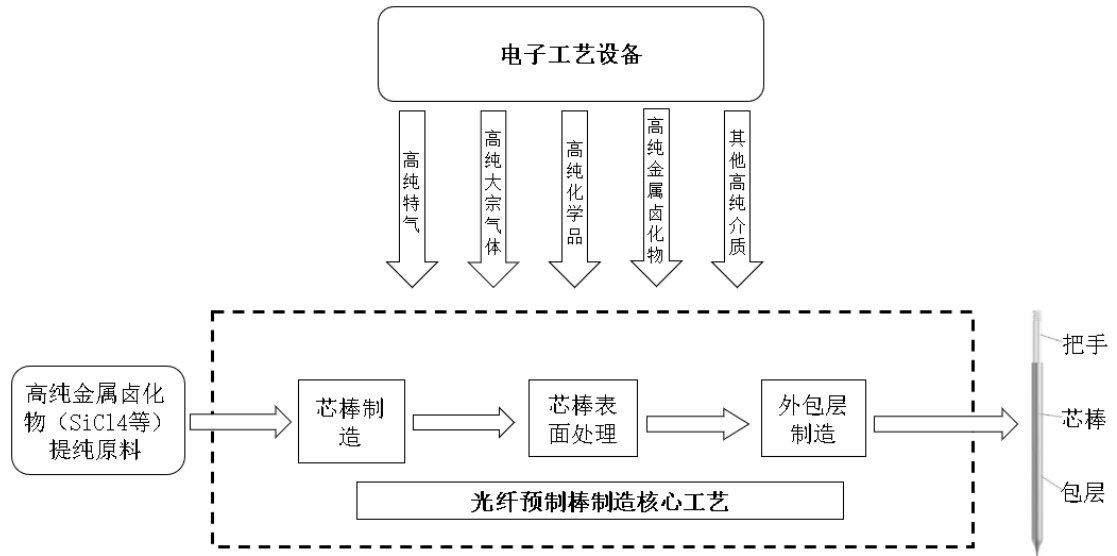 电子工艺设备
高纯特气
高纯大宗气体
高纯化学品
高纯金属卤化物
其他高纯介质
高纯金属卤化
物（SiCl4等）
提纯原料
芯棒制
造
芯棒表
面处理
外包层
制造
光纤预制棒制造核心工艺
把手
芯棒
包层